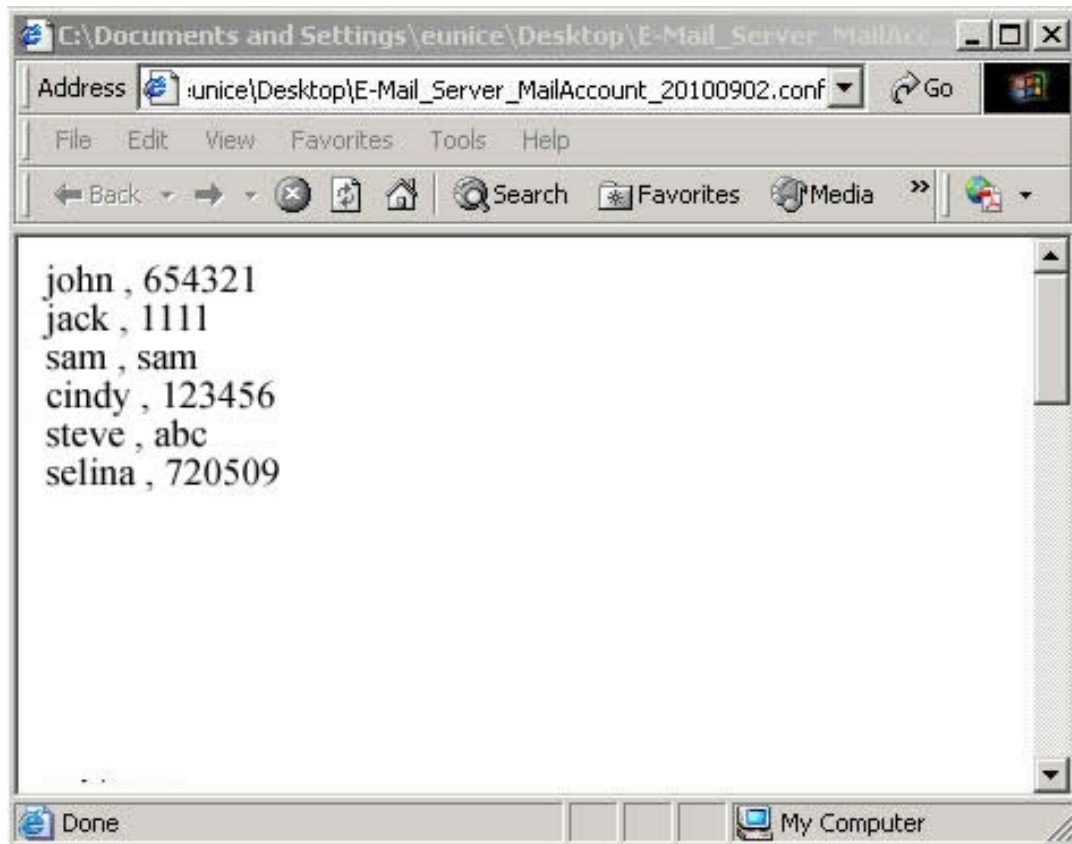 C:\Documents and Settings\eunice\Desktop\E-Mail_Server_MailAcc...
Address :unice\Desktop\E-Mail_Server_MailAccount_20100902.conf Go
File Edit View Favorites Tools Help
Back Search Favorites Media »
john , 654321
jack , 1111
sam , sam
cindy , 123456
steve , abc
selina , 720509
Done My Computer